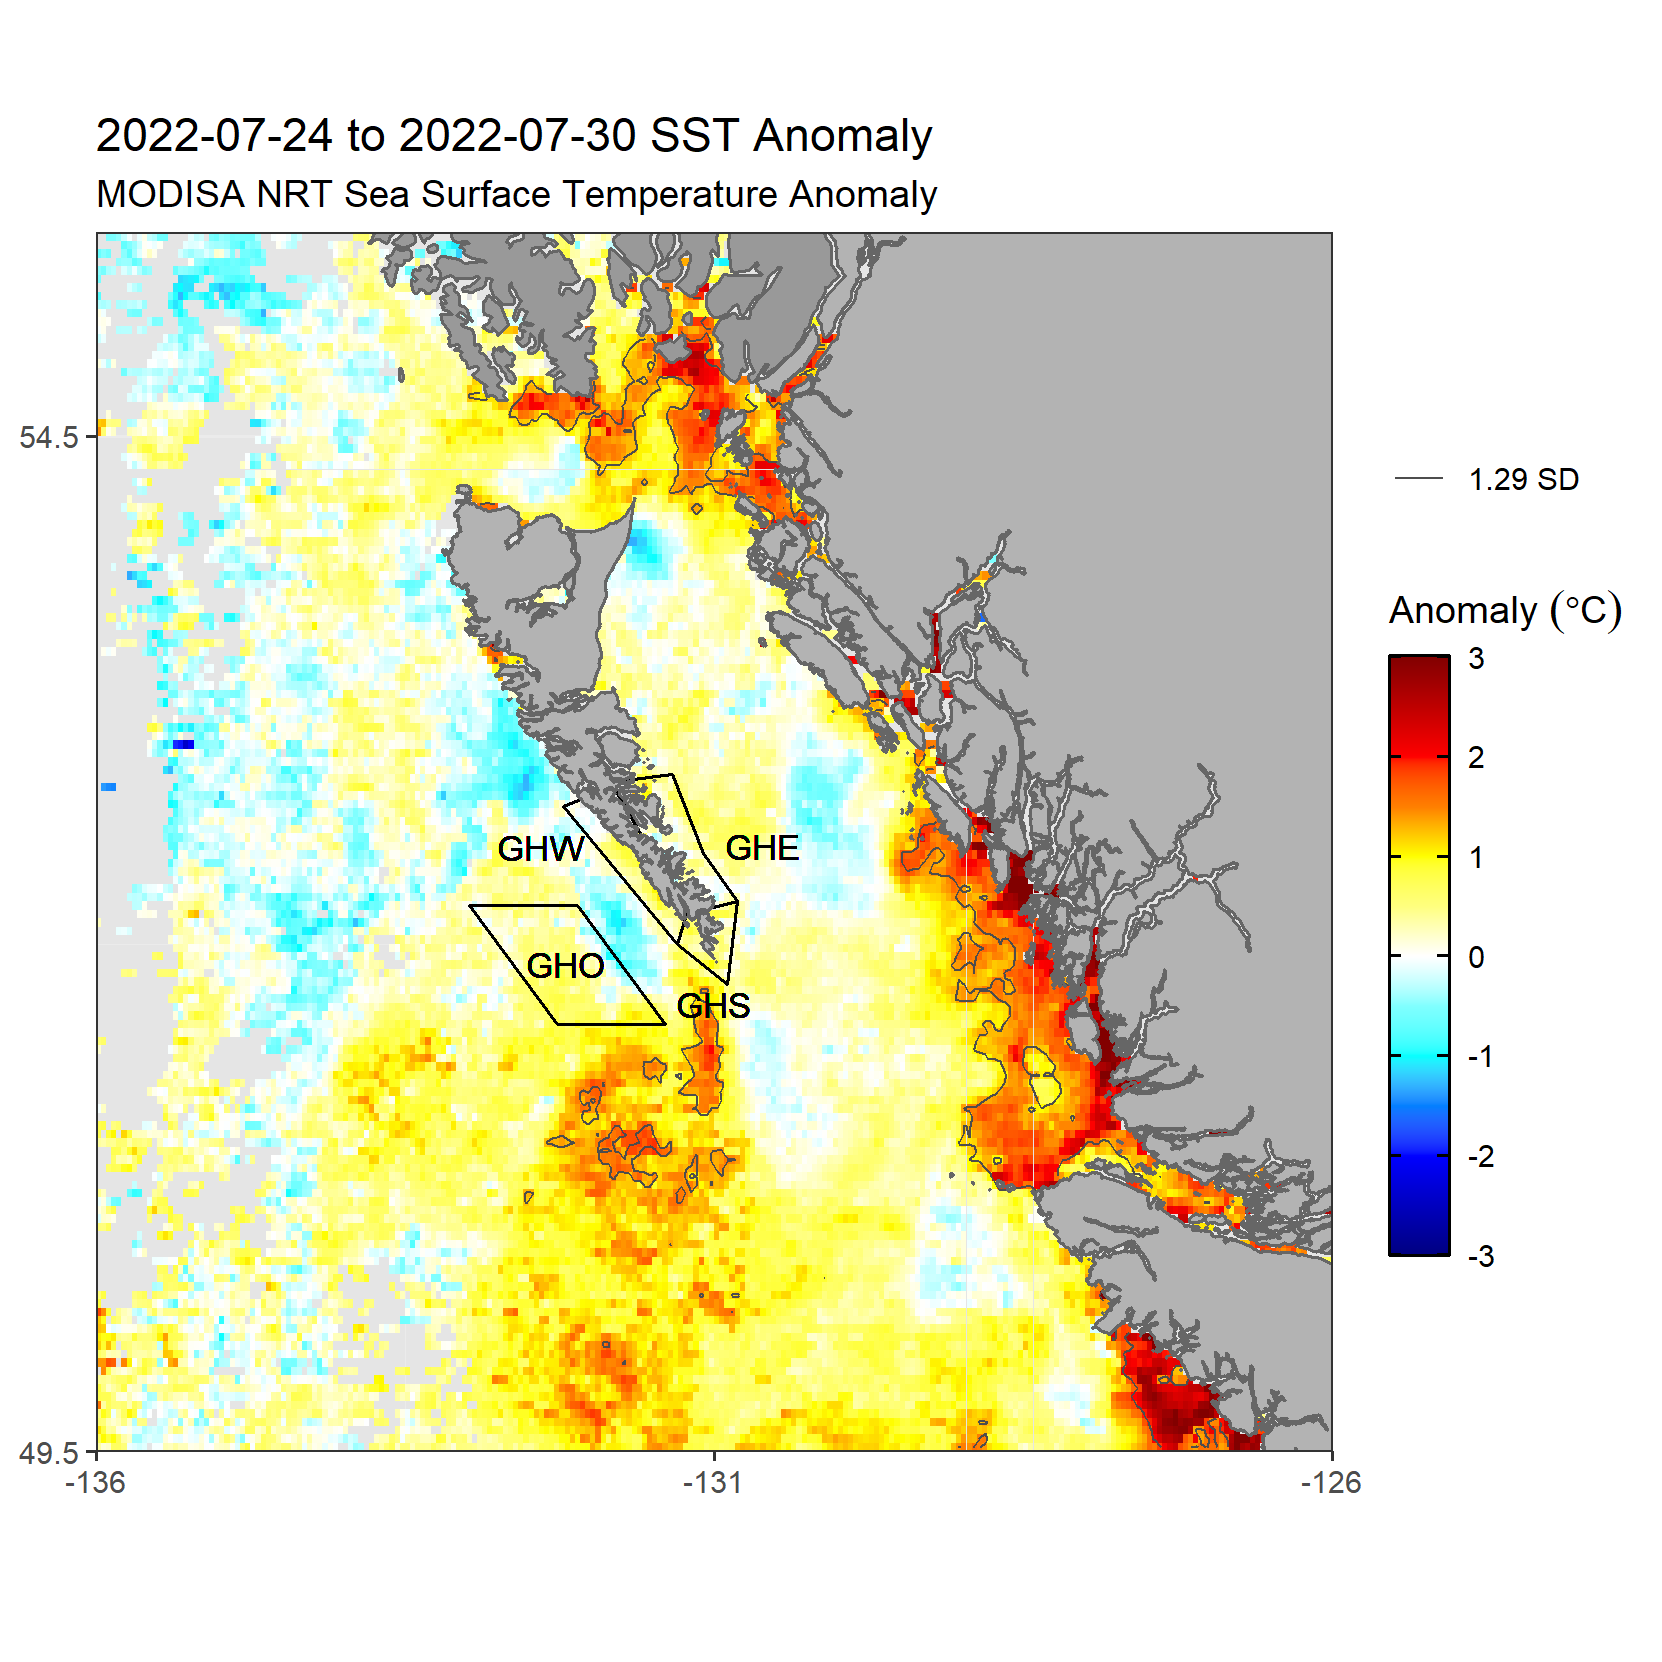 2022-07-24 to 2022-07-30 SST Anomaly
MODISA NRT Sea Surface Temperature Anomaly
54.5
49.5
-136
-131
-126
GHW
GHE
GHO
GHS
1.29 SD
Anomaly (°C)
3
2
1
0
-1
-2
-3